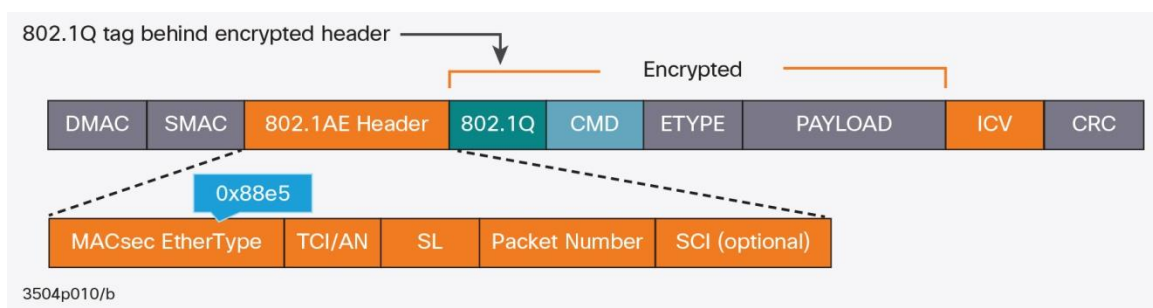 802.1Q tag behind encrypted header
Encrypted
DMAC SMAC 802.1AE Header 802.1Q CMD ETYPE PAYLOAD ICV CRC
0x88e5
MACsec EtherType TCI/AN SL Packet Number SCI (optional)
3504p010/b